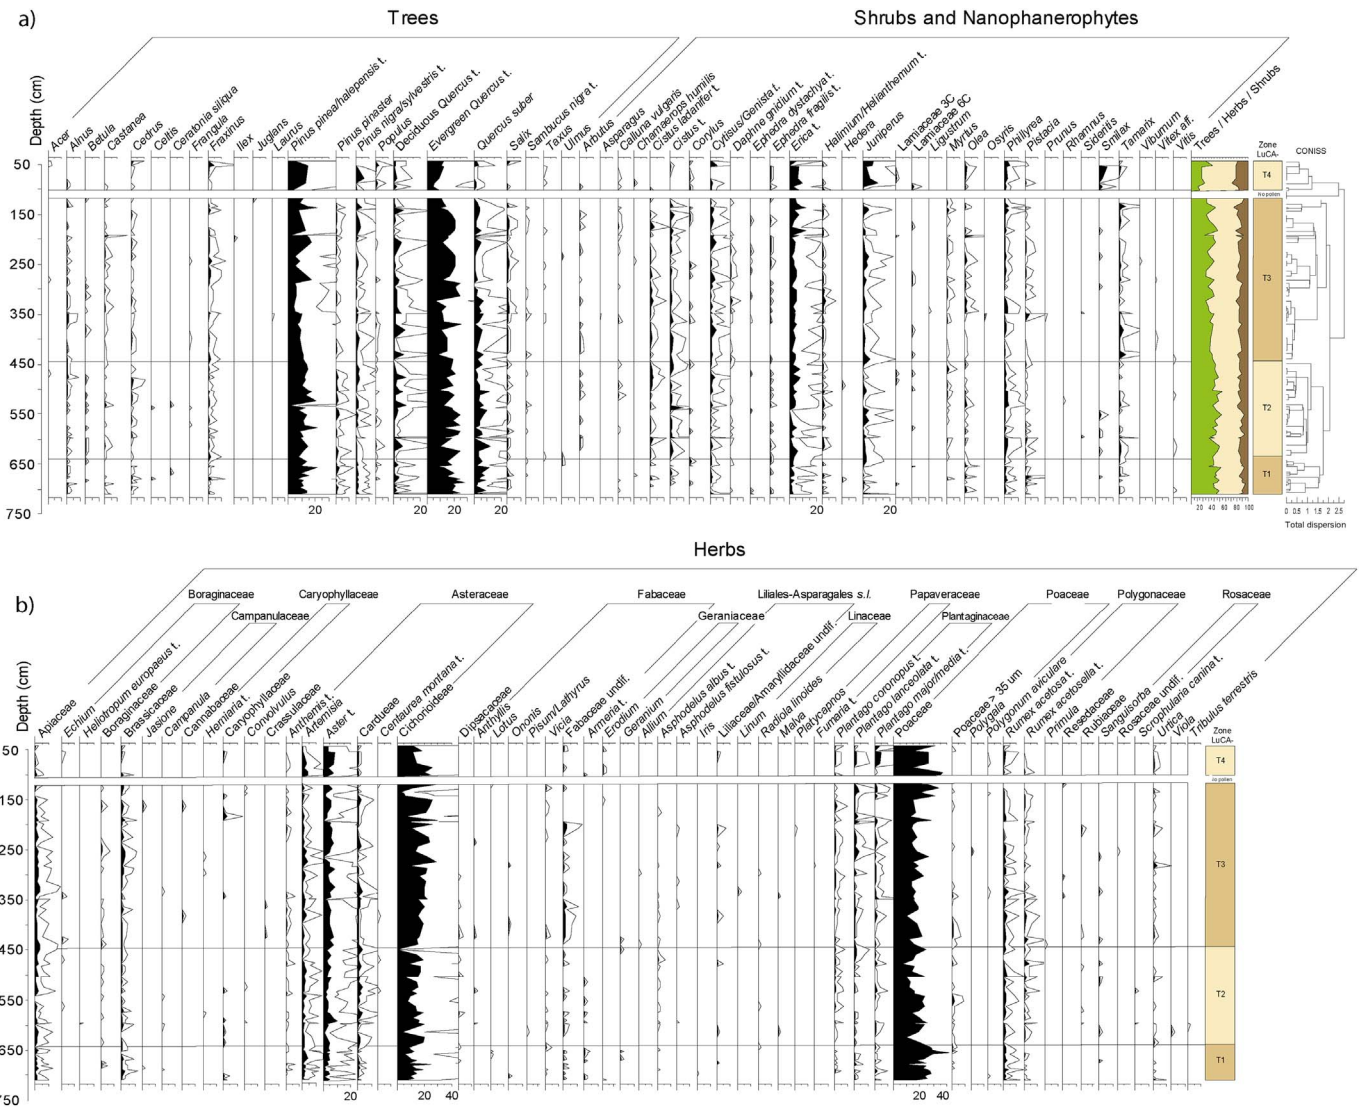 a)
Trees
Shrubs and Nanophanerophytes
Depth (cm)
Acer
Alnus
Betula
Castanea
Cedrus
Celtis
Ceratonia siliqua
Frangula
Fraxinus
Ilex
Juglans
Laurus
Pinus pinea/halepensis t.
Pinus pinaster
Pinus nigra/sylvestris t.
Populus
Deciduous Quercus t.
Evergreen Quercus t.
Quercus suber
Salix
Sambucus nigra t.
Taxus
Ulmus
Arbutus
Asparagus
Calluna vulgaris
Chamaerops humilis
Cistus ladanifer t.
Cistus t.
Corylus
Cytisus/Genista t.
Daphne gnidium t.
Ephedra dystachya t.
Ephedra fragilis t.
Erica t.
Halimium/Helianthemum t.
Hedera
Juniperus
Lamiaceae 3C
Lamiaceae 6C
Ligustrum
Myrtus
Olea
Osyris
Phillyrea
Pistacia
Prunus
Rhamnus
Sideritis
Smilax
Tamarix
Viburnum
Vitex aff.
Vitis
Trees / Herbs / Shrubs
Zone
LuCA-
CONISS
50
150
250
350
450
550
650
750
T4
No pollen
T3
T2
T1
20
20
20
20
20
20
20 40 60 80 100
0 0.5 1 1.5 2 2.5
Total dispersion
Herbs
b)
Boraginaceae
Caryophyllaceae
Asteraceae
Fabaceae
Liliales-Asparagales s.l.
Papaveraceae
Poaceae
Polygonaceae
Rosaceae
Campanulaceae
Geraniaceae
Linaceae
Plantaginaceae
Depth (cm)
Apiaceae
Echium
Heliotropium europaeus t.
Boraginaceae
Brassicaceae
Jasione
Campanula
Cannabaceae
Herniaria t.
Caryophyllaceae
Convolvulus
Crassulaceae
Anthemis t.
Artemisia
Aster t.
Cardueae
Centaurea montana t.
Cichorioideae
Dipsacaceae
Anthyllis
Lotus
Ononis
Pisum/Lathyrus
Vicia
Fabaceae undif.
Armeria t.
Erodium
Geranium
Allium
Asphodelus albus t.
Asphodelus fistulosus t.
Iris
Liliaceae/Amaryllidaceae undif.
Linum
Radiola linoides
Malva
Platycepnos
Fumaria t.
Plantago coronopus t.
Plantago lanceolata t.
Plantago major/media t.
Poaceae
Poaceae > 35 um
Polygala
Polygonum aviculare
Rumex acetosa t.
Rumex acetosella t.
Primula
Resedaceae
Rubiaceae
Sanguisorba
Rosaceae undif.
Scrophularia canina t.
Urtica t.
Viola
Tribulus terrestris
Zone
LuCA-
50
150
250
350
450
550
650
750
T4
no pollen
T3
T2
T1
20
20 40
20 40